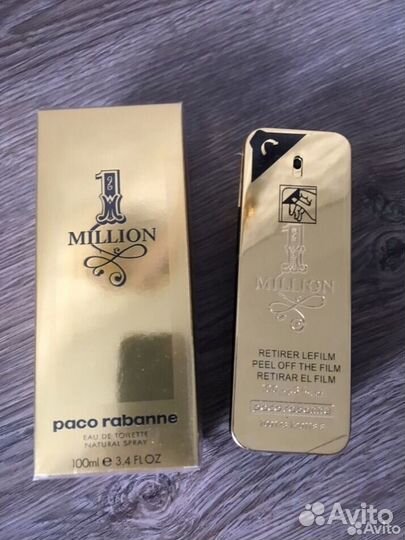 1
MILLION
paco rabanne
EAU DE TOILETTE
NATURAL SPRAY
100ml ℮ 3.4 FL OZ
1
MILLION
RETIRER LEFILM
PEEL OFF THE FILM
RETIRAR EL FILM
Avito
Avito